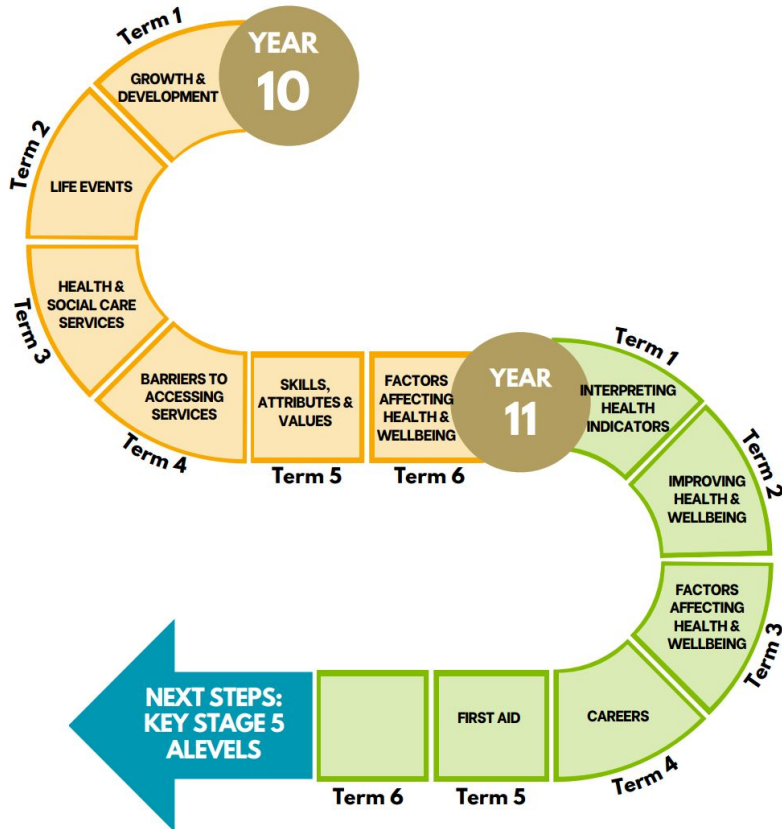 YEAR
10
Term 1
GROWTH &
DEVELOPMENT
Term 2
LIFE EVENTS
Term 3
HEALTH &
SOCIAL CARE
SERVICES
Term 4
BARRIERS TO
ACCESSING
SERVICES
Term 5
SKILLS,
ATTRIBUTES &
VALUES
Term 6
FACTORS
AFFECTING
HEALTH &
WELLBEING
YEAR
11
Term 1
INTERPRETING
HEALTH
INDICATORS
Term 2
IMPROVING
HEALTH &
WELLBEING
Term 3
FACTORS
AFFECTING
HEALTH &
WELLBEING
Term 4
CAREERS
Term 5
FIRST AID
Term 6
NEXT STEPS:
KEY STAGE 5
ALEVELS